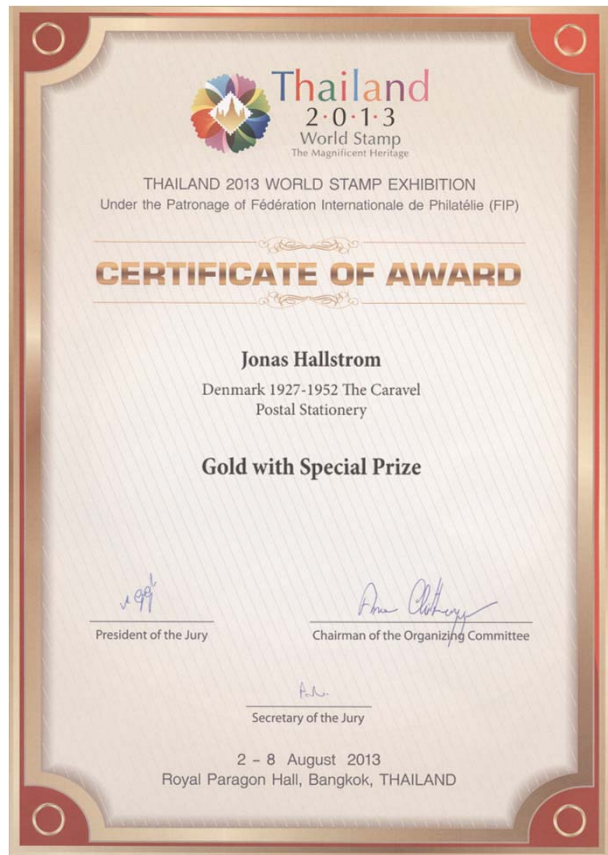 Thailand
2·0·1·3
World Stamp
The Magnificent Heritage
THAILAND 2013 WORLD STAMP EXHIBITION
Under the Patronage of Fédération Internationale de Philatélie (FIP)
CERTIFICATE OF AWARD
Jonas Hallstrom
Denmark 1927-1952 The Caravel
Postal Stationery
Gold with Special Prize
President of the Jury
Chairman of the Organizing Committee
Secretary of the Jury
2 – 8 August 2013
Royal Paragon Hall, Bangkok, THAILAND